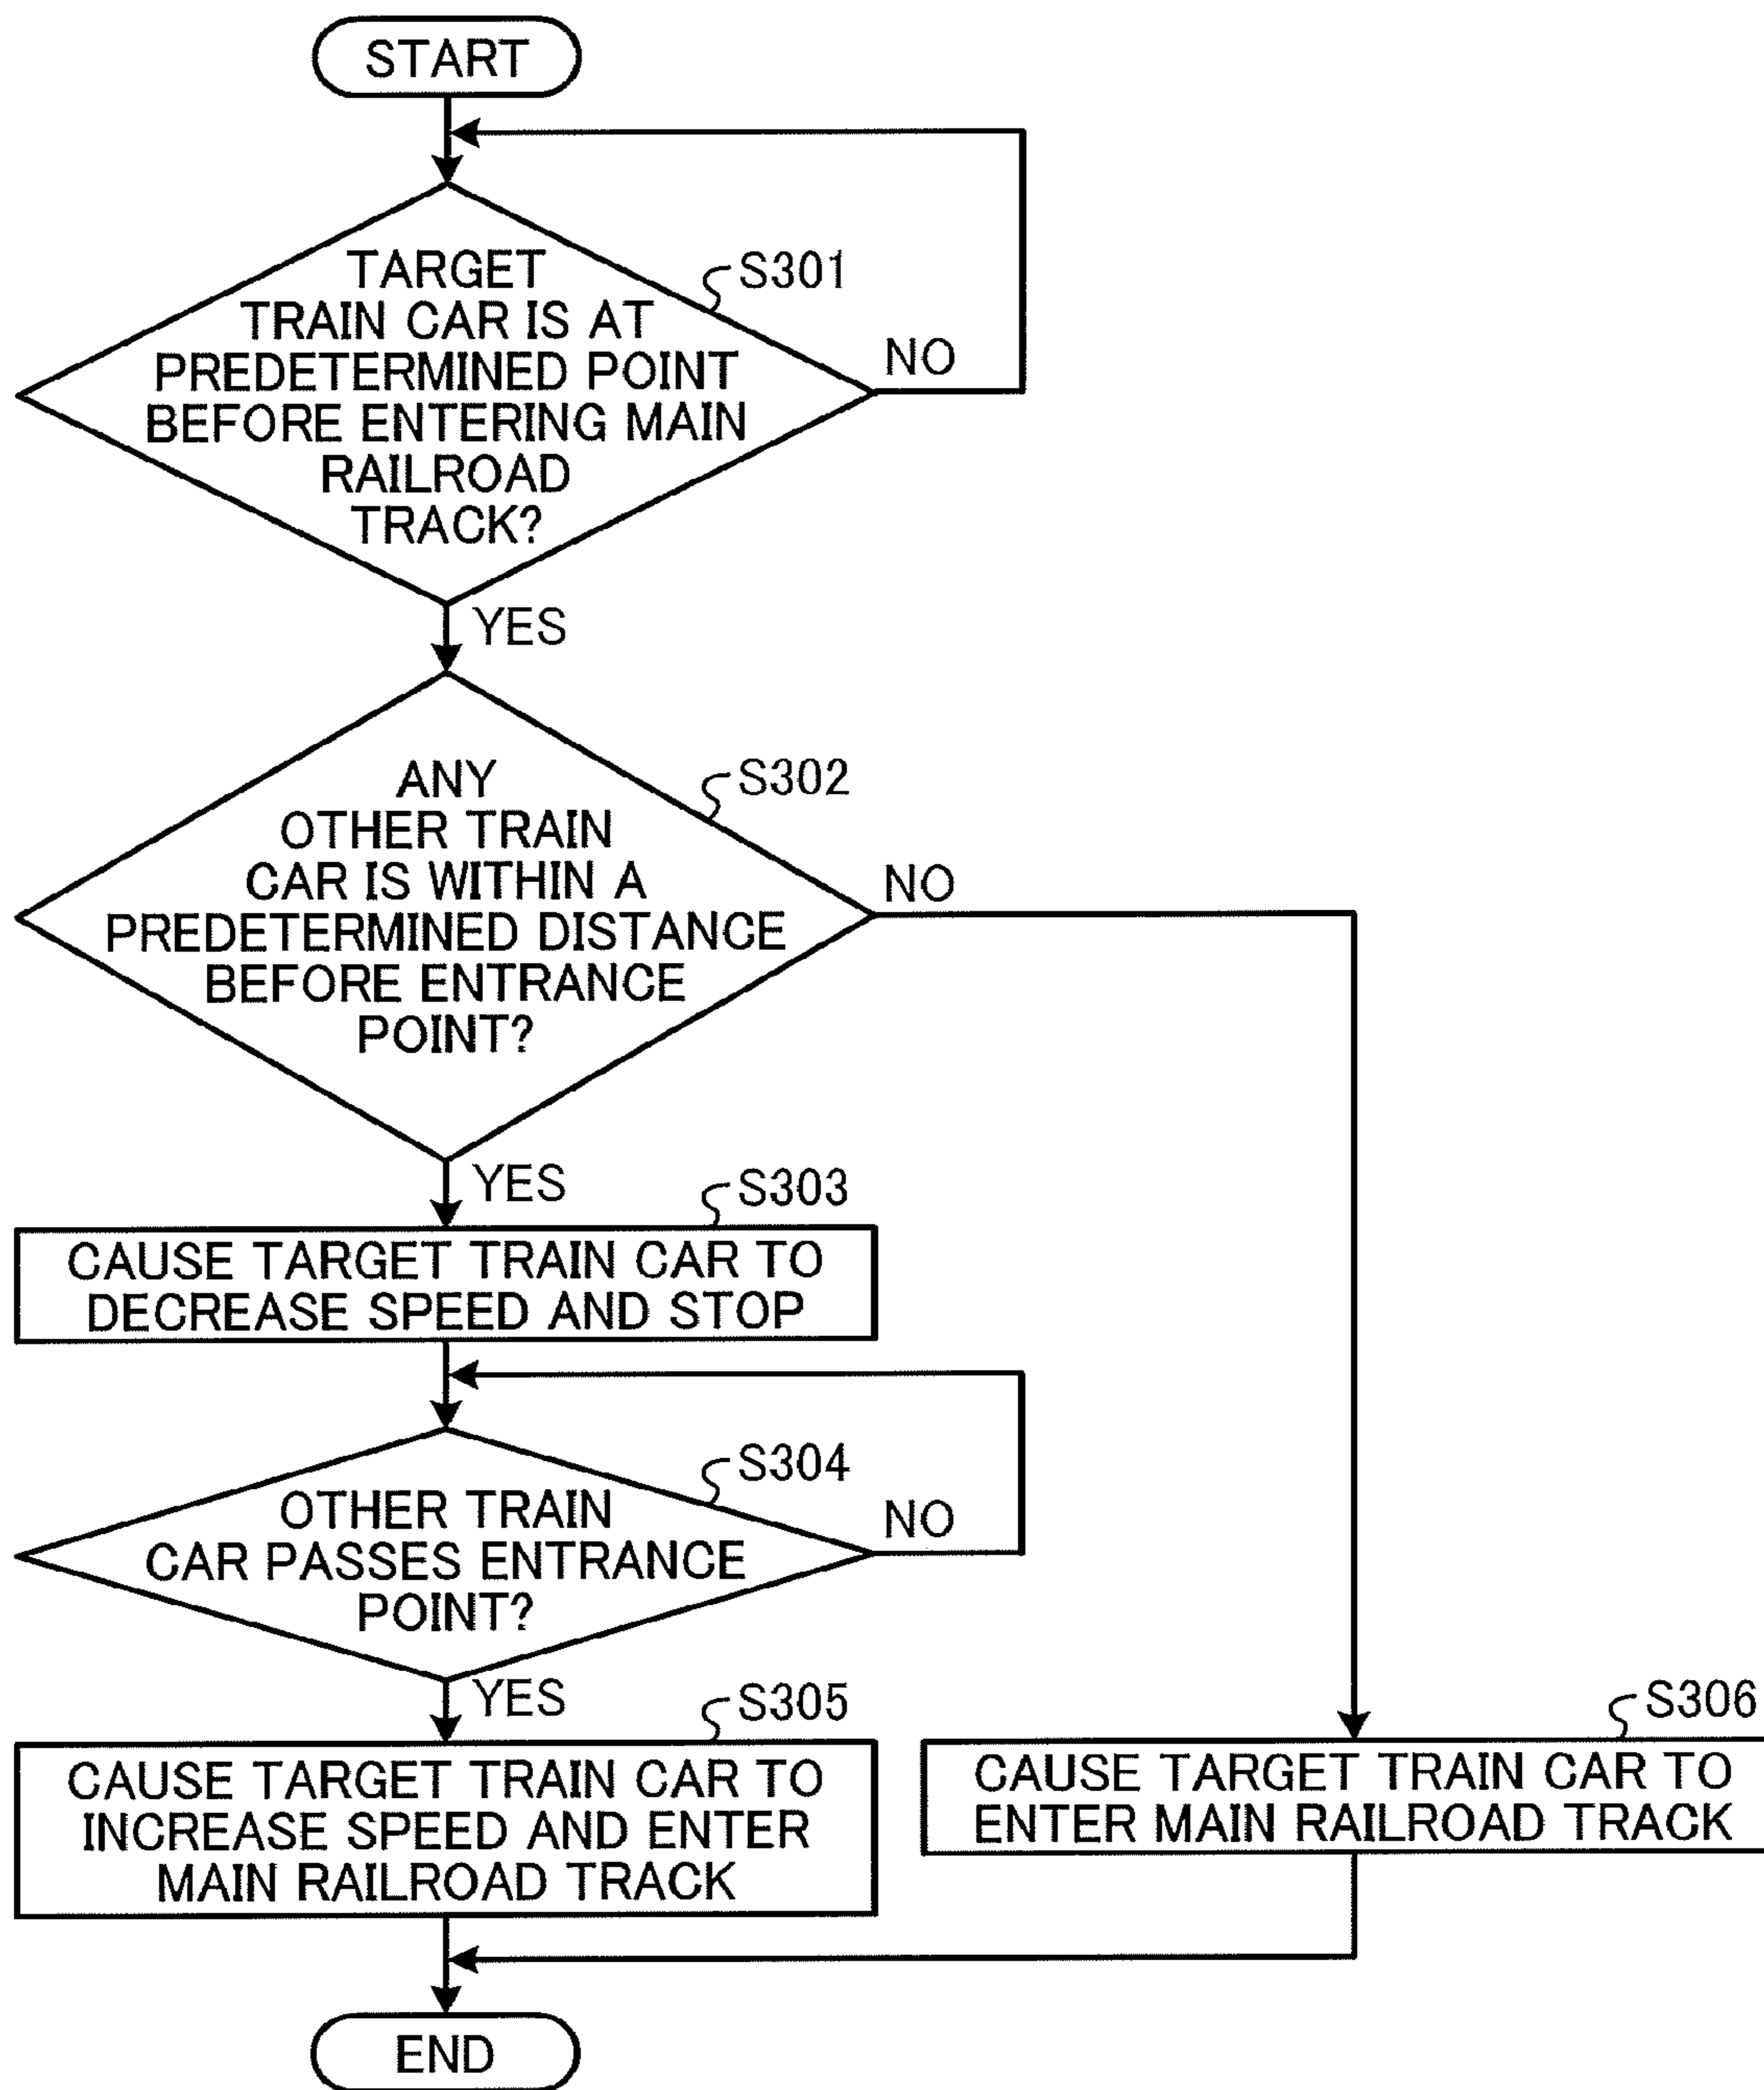 START
TARGET
TRAIN CAR IS AT
PREDETERMINED POINT
BEFORE ENTERING MAIN
RAILROAD
TRACK?
S301
NO
YES
ANY
OTHER TRAIN
CAR IS WITHIN A
PREDETERMINED DISTANCE
BEFORE ENTRANCE
POINT?
S302
NO
YES
S303
CAUSE TARGET TRAIN CAR TO
DECREASE SPEED AND STOP
OTHER TRAIN
CAR PASSES ENTRANCE
POINT?
S304
NO
YES
S305
CAUSE TARGET TRAIN CAR TO
INCREASE SPEED AND ENTER
MAIN RAILROAD TRACK
S306
CAUSE TARGET TRAIN CAR TO
ENTER MAIN RAILROAD TRACK
END